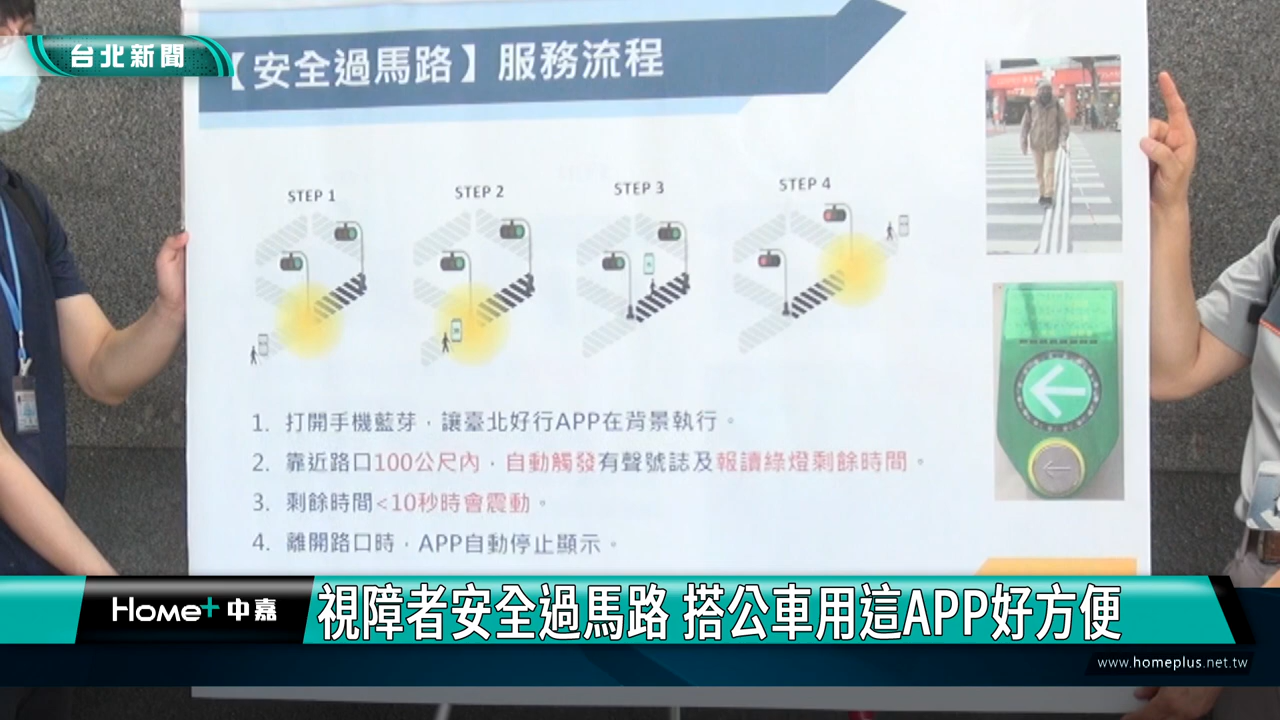 台北新聞
【安全過馬路】服務流程
STEP 1
STEP 2
STEP 3
STEP 4
1. 打開手機藍芽，讓臺北好行APP在背景執行。
2. 靠近路口100公尺內，自動觸發有聲號誌及報讀綠燈剩餘時間。
3. 剩餘時間<10秒時會震動。
4. 離開路口時，APP自動停止顯示。
Home+中嘉
視障者安全過馬路 搭公車用這APP好方便
www.homeplus.net.tw